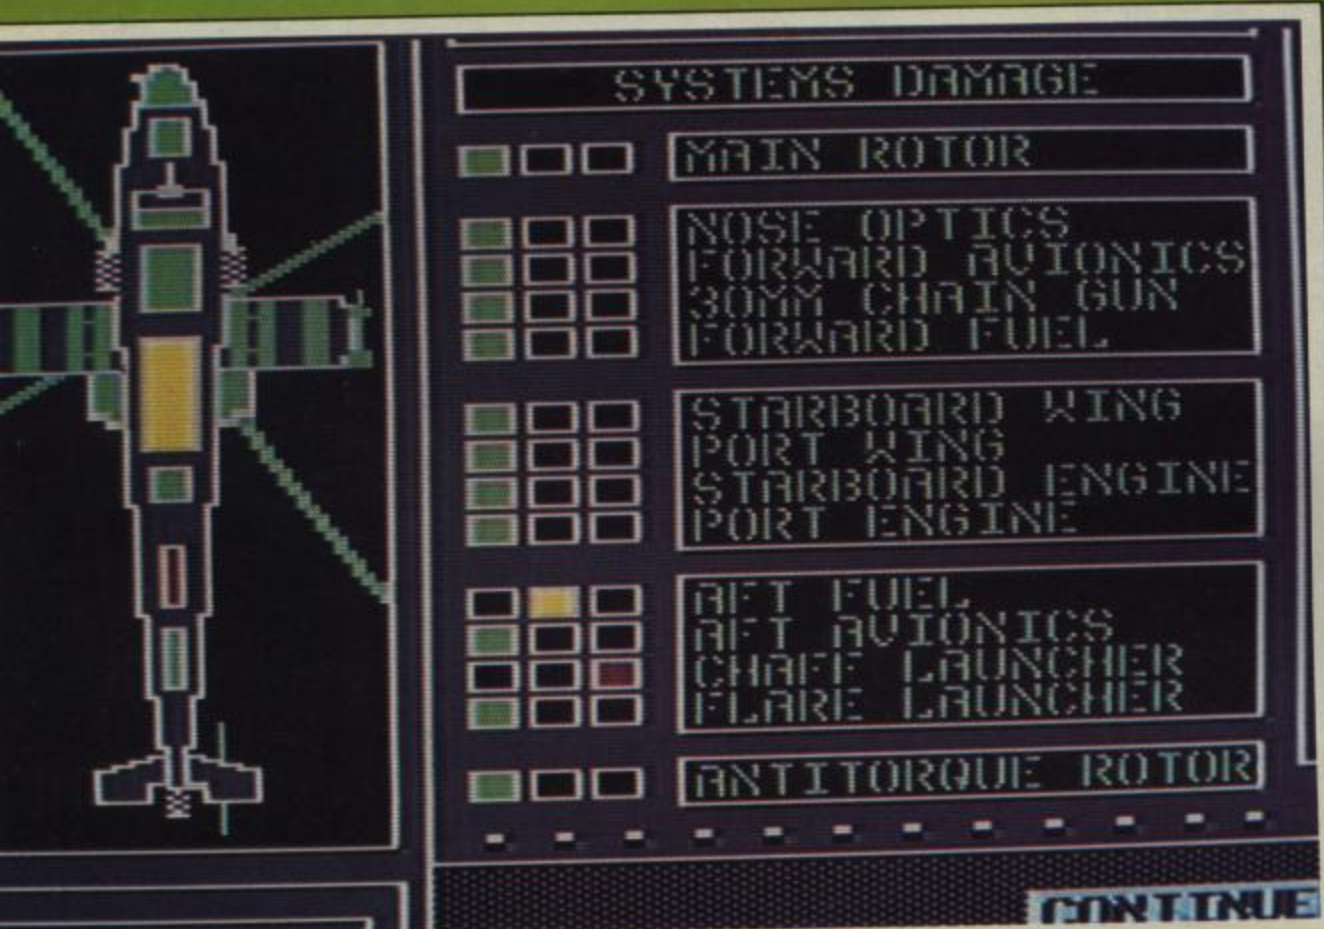 SYSTEMS DAMAGE
MAIN ROTOR
NOSE OPTICS
FORWARD AVIONICS
30MM CHAIN GUN
FORWARD FUEL
STARBOARD WING
PORT WING
STARBOARD ENGINE
PORT ENGINE
AFT FUEL
AFT AVIONICS
CHAFF LAUNCHER
FLARE LAUNCHER
ANTITORQUE ROTOR
CONTINUE